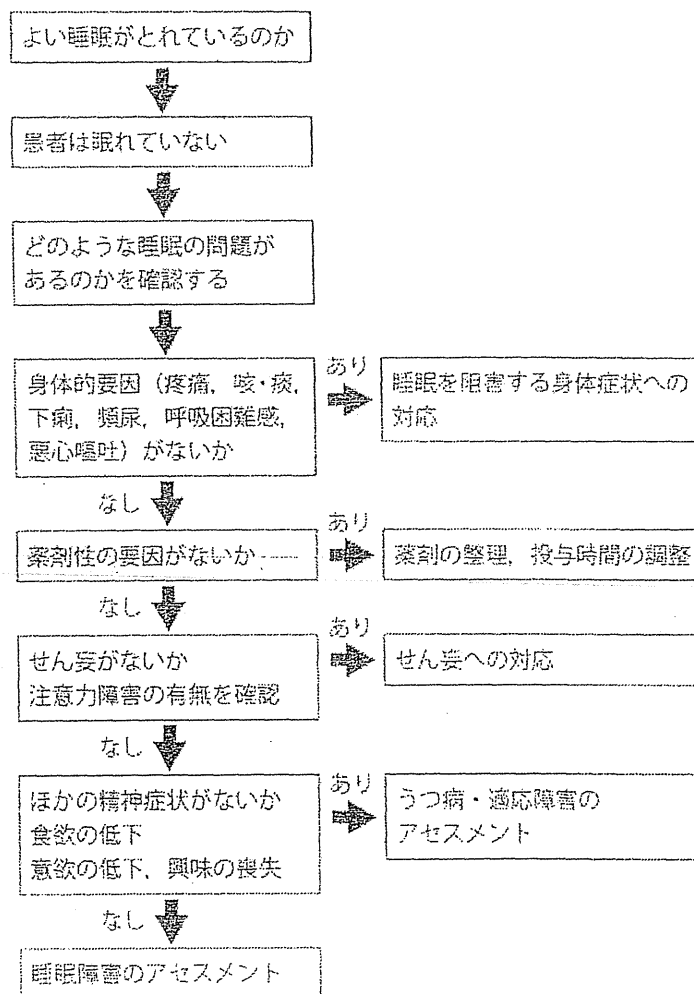 よい睡眠がとれているのか
患者は眠れていない
どのような睡眠の問題が
あるのかを確認する
身体的要因（疼痛，咳・痰，
下痢，頻尿，呼吸困難感，
悪心嘔吐）がないか
あり
睡眠を阻害する身体症状への
対応
なし
薬剤性の要因がないか
あり
薬剤の整理，投与時間の調整
なし
せん妄がないか
注意力障害の有無を確認
あり
せん妄への対応
なし
ほかの精神症状がないか
食欲の低下
意欲の低下，興味の喪失
あり
うつ病・適応障害の
アセスメント
なし
睡眠障害のアセスメント